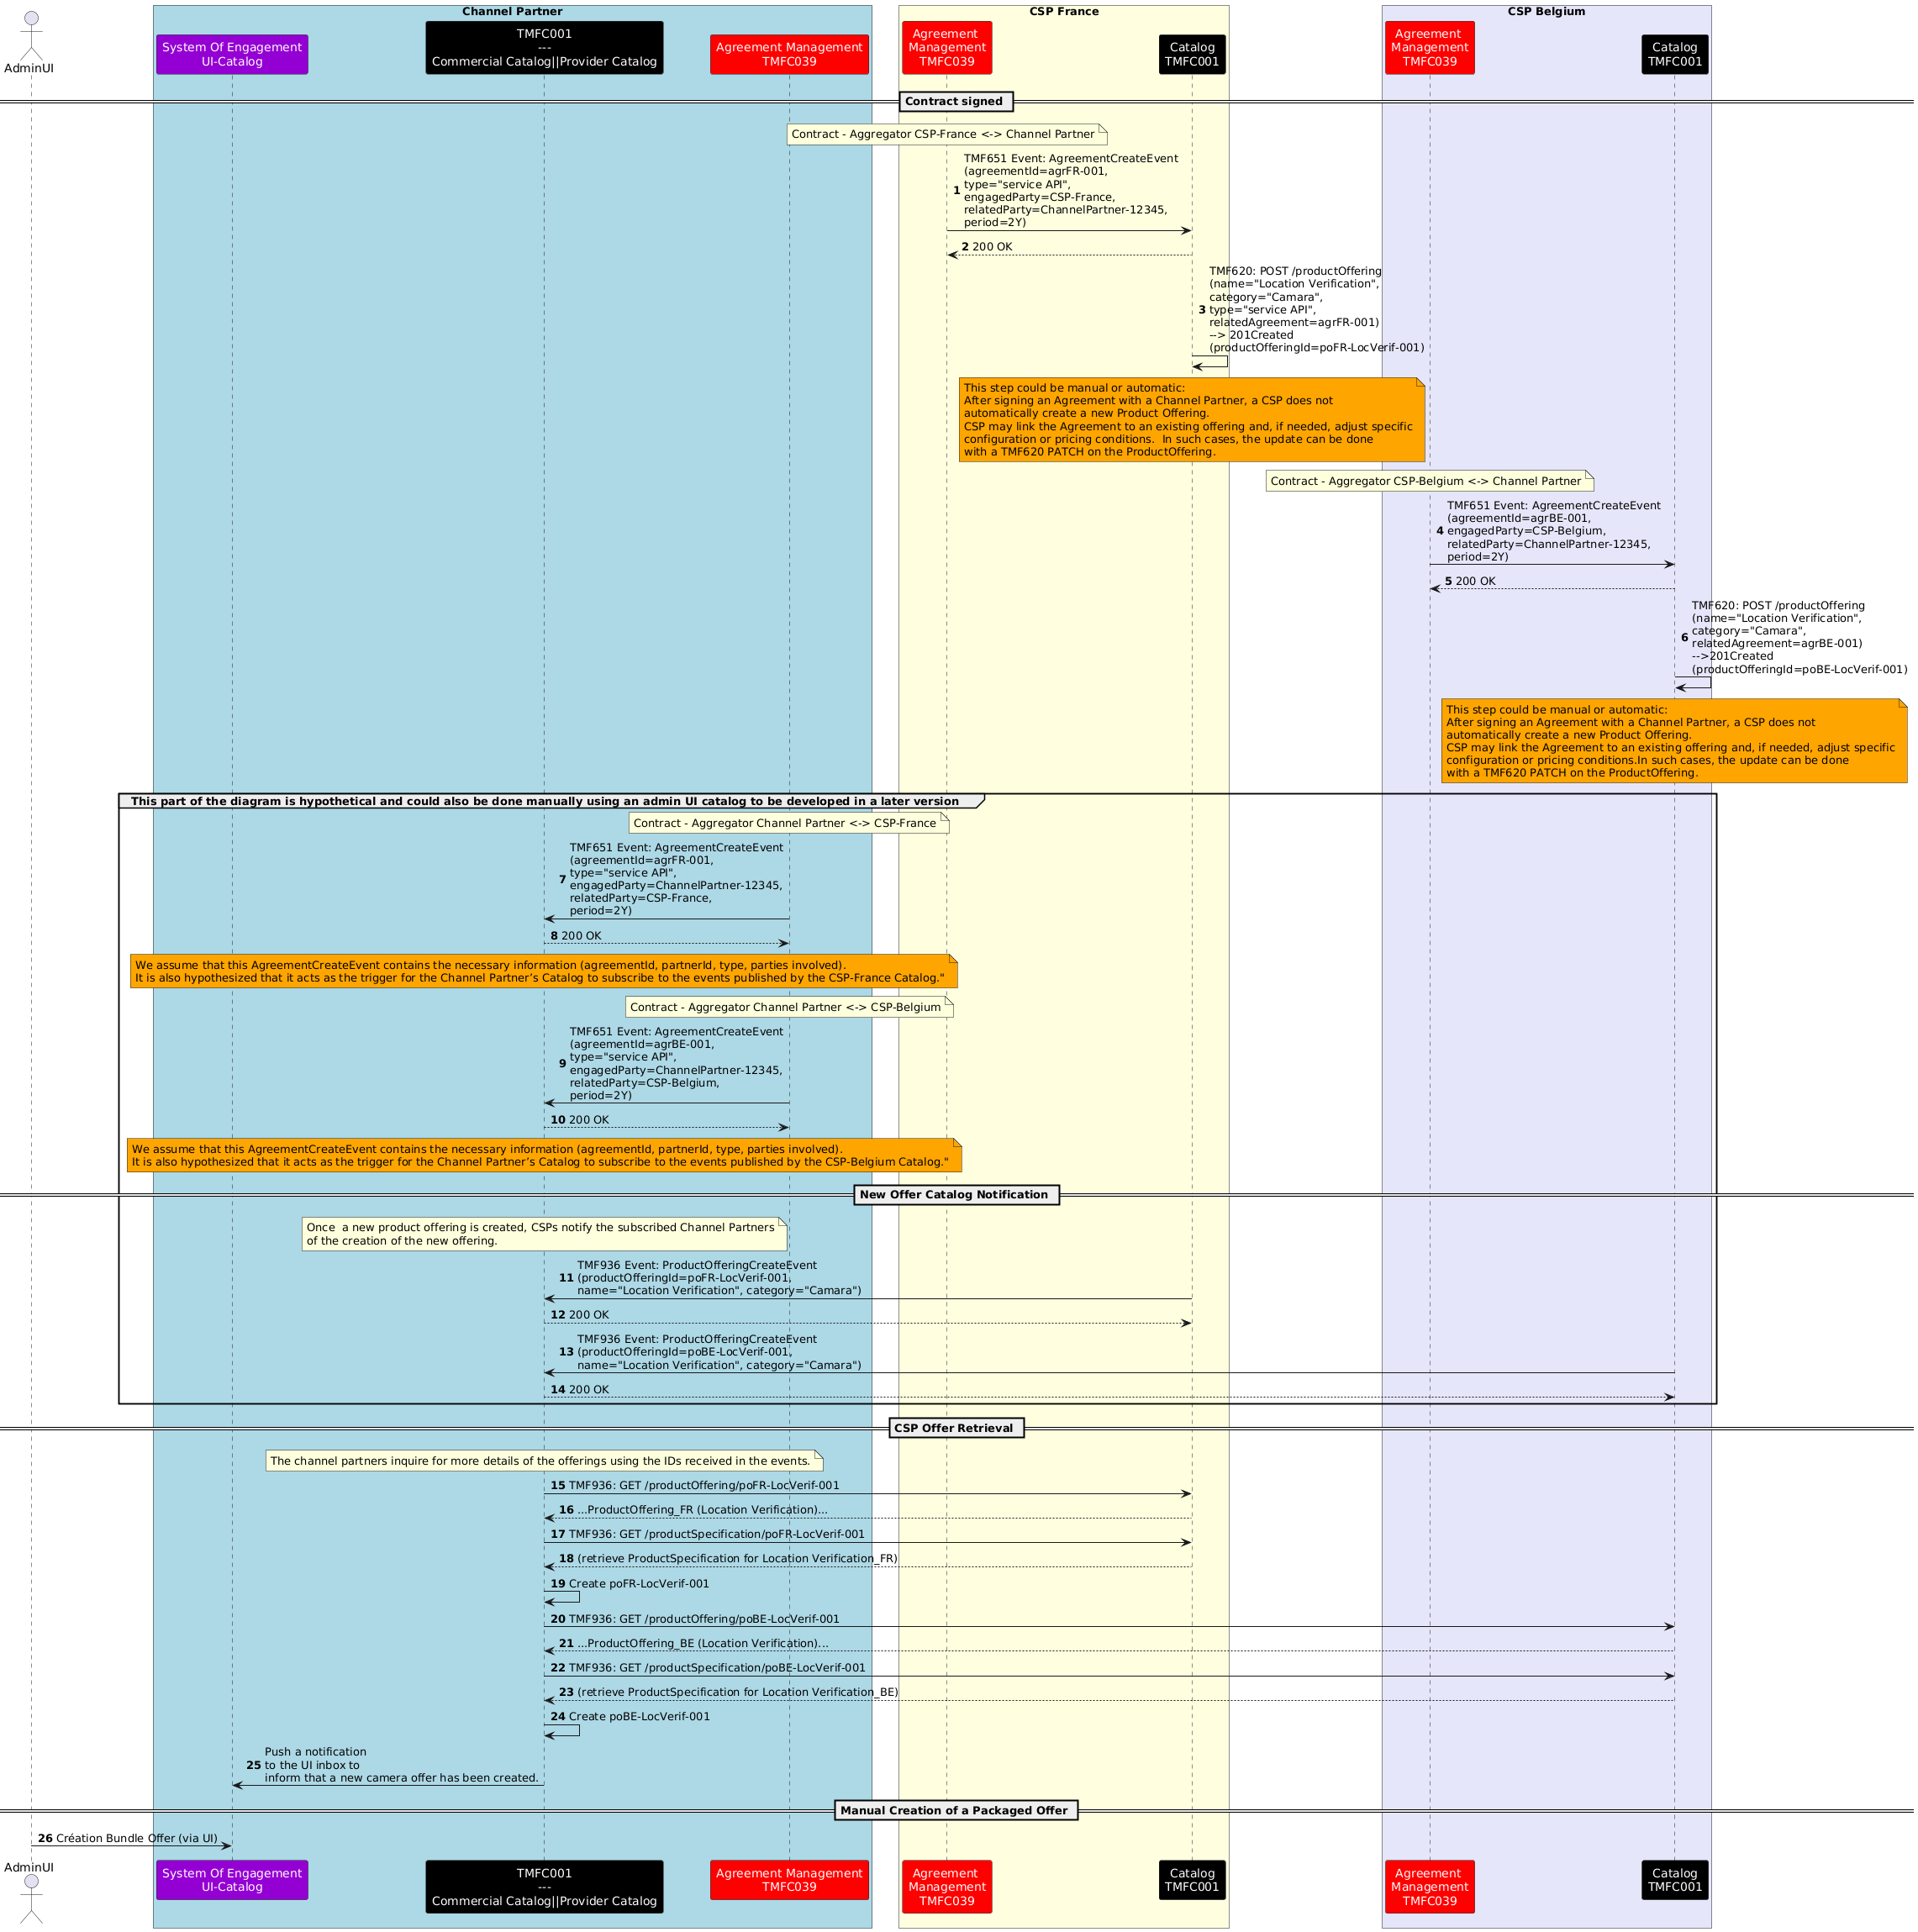 Channel Partner
CSP France
CSP Belgium
AdminUI
System Of Engagement
UI-Catalog
TMFC001
---
Commercial Catalog||Provider Catalog
Agreement Management
TMFC039
Agreement
Management
TMFC039
Catalog
TMFC001
Agreement
Management
TMFC039
Catalog
TMFC001
Contract signed
Contract - Aggregator CSP-France <-> Channel Partner
TMF651 Event: AgreementCreateEvent
(agreementId=agrFR-001,
type="service API",
1 engagedParty=CSP-France,
relatedParty=ChannelPartner-12345,
period=2Y)
2 200 OK
TMF620: POST /productOffering
(name="Location Verification",
category="Camara",
3 type="service API",
relatedAgreement=agrFR-001)
--> 201Created
(productOfferingId=poFR-LocVerif-001)
This step could be manual or automatic:
After signing an Agreement with a Channel Partner, a CSP does not
automatically create a new Product Offering.
CSP may link the Agreement to an existing offering and, if needed, adjust specific
configuration or pricing conditions.  In such cases, the update can be done
with a TMF620 PATCH on the ProductOffering.
Contract - Aggregator CSP-Belgium <-> Channel Partner
TMF651 Event: AgreementCreateEvent
(agreementId=agrBE-001,
4 engagedParty=CSP-Belgium,
relatedParty=ChannelPartner-12345,
period=2Y)
5 200 OK
TMF620: POST /productOffering
(name="Location Verification",
6 category="Camara",
relatedAgreement=agrBE-001)
-->201Created
(productOfferingId=poBE-LocVerif-001)
This step could be manual or automatic:
After signing an Agreement with a Channel Partner, a CSP does not
automatically create a new Product Offering.
CSP may link the Agreement to an existing offering and, if needed, adjust specific
configuration or pricing conditions.In such cases, the update can be done
with a TMF620 PATCH on the ProductOffering.
This part of the diagram is hypothetical and could also be done manually using an admin UI catalog to be developed in a later version
Contract - Aggregator Channel Partner <-> CSP-France
TMF651 Event: AgreementCreateEvent
(agreementId=agrFR-001,
type="service API",
7 engagedParty=ChannelPartner-12345,
relatedParty=CSP-France,
period=2Y)
8 200 OK
We assume that this AgreementCreateEvent contains the necessary information (agreementId, partnerId, type, parties involved).
It is also hypothesized that it acts as the trigger for the Channel Partner’s Catalog to subscribe to the events published by the CSP-France Catalog."
Contract - Aggregator Channel Partner <-> CSP-Belgium
TMF651 Event: AgreementCreateEvent
(agreementId=agrBE-001,
type="service API",
9 engagedParty=ChannelPartner-12345,
relatedParty=CSP-Belgium,
period=2Y)
10 200 OK
We assume that this AgreementCreateEvent contains the necessary information (agreementId, partnerId, type, parties involved).
It is also hypothesized that it acts as the trigger for the Channel Partner’s Catalog to subscribe to the events published by the CSP-Belgium Catalog."
New Offer Catalog Notification
Once  a new product offering is created, CSPs notify the subscribed Channel Partners
of the creation of the new offering.
TMF936 Event: ProductOfferingCreateEvent
11 (productOfferingId=poFR-LocVerif-001,
name="Location Verification", category="Camara")
12 200 OK
TMF936 Event: ProductOfferingCreateEvent
13 (productOfferingId=poBE-LocVerif-001,
name="Location Verification", category="Camara")
14 200 OK
CSP Offer Retrieval
The channel partners inquire for more details of the offerings using the IDs received in the events.
15 TMF936: GET /productOffering/poFR-LocVerif-001
16 ...ProductOffering_FR (Location Verification)...
17 TMF936: GET /productSpecification/poFR-LocVerif-001
18 (retrieve ProductSpecification for Location Verification_FR)
19 Create poFR-LocVerif-001
20 TMF936: GET /productOffering/poBE-LocVerif-001
21 ...ProductOffering_BE (Location Verification)...
22 TMF936: GET /productSpecification/poBE-LocVerif-001
23 (retrieve ProductSpecification for Location Verification_BE)
24 Create poBE-LocVerif-001
Push a notification
25 to the UI inbox to
inform that a new camera offer has been created.
Manual Creation of a Packaged Offer
26 Création Bundle Offer (via UI)
AdminUI
System Of Engagement
UI-Catalog
TMFC001
---
Commercial Catalog||Provider Catalog
Agreement Management
TMFC039
Agreement
Management
TMFC039
Catalog
TMFC001
Agreement
Management
TMFC039
Catalog
TMFC001